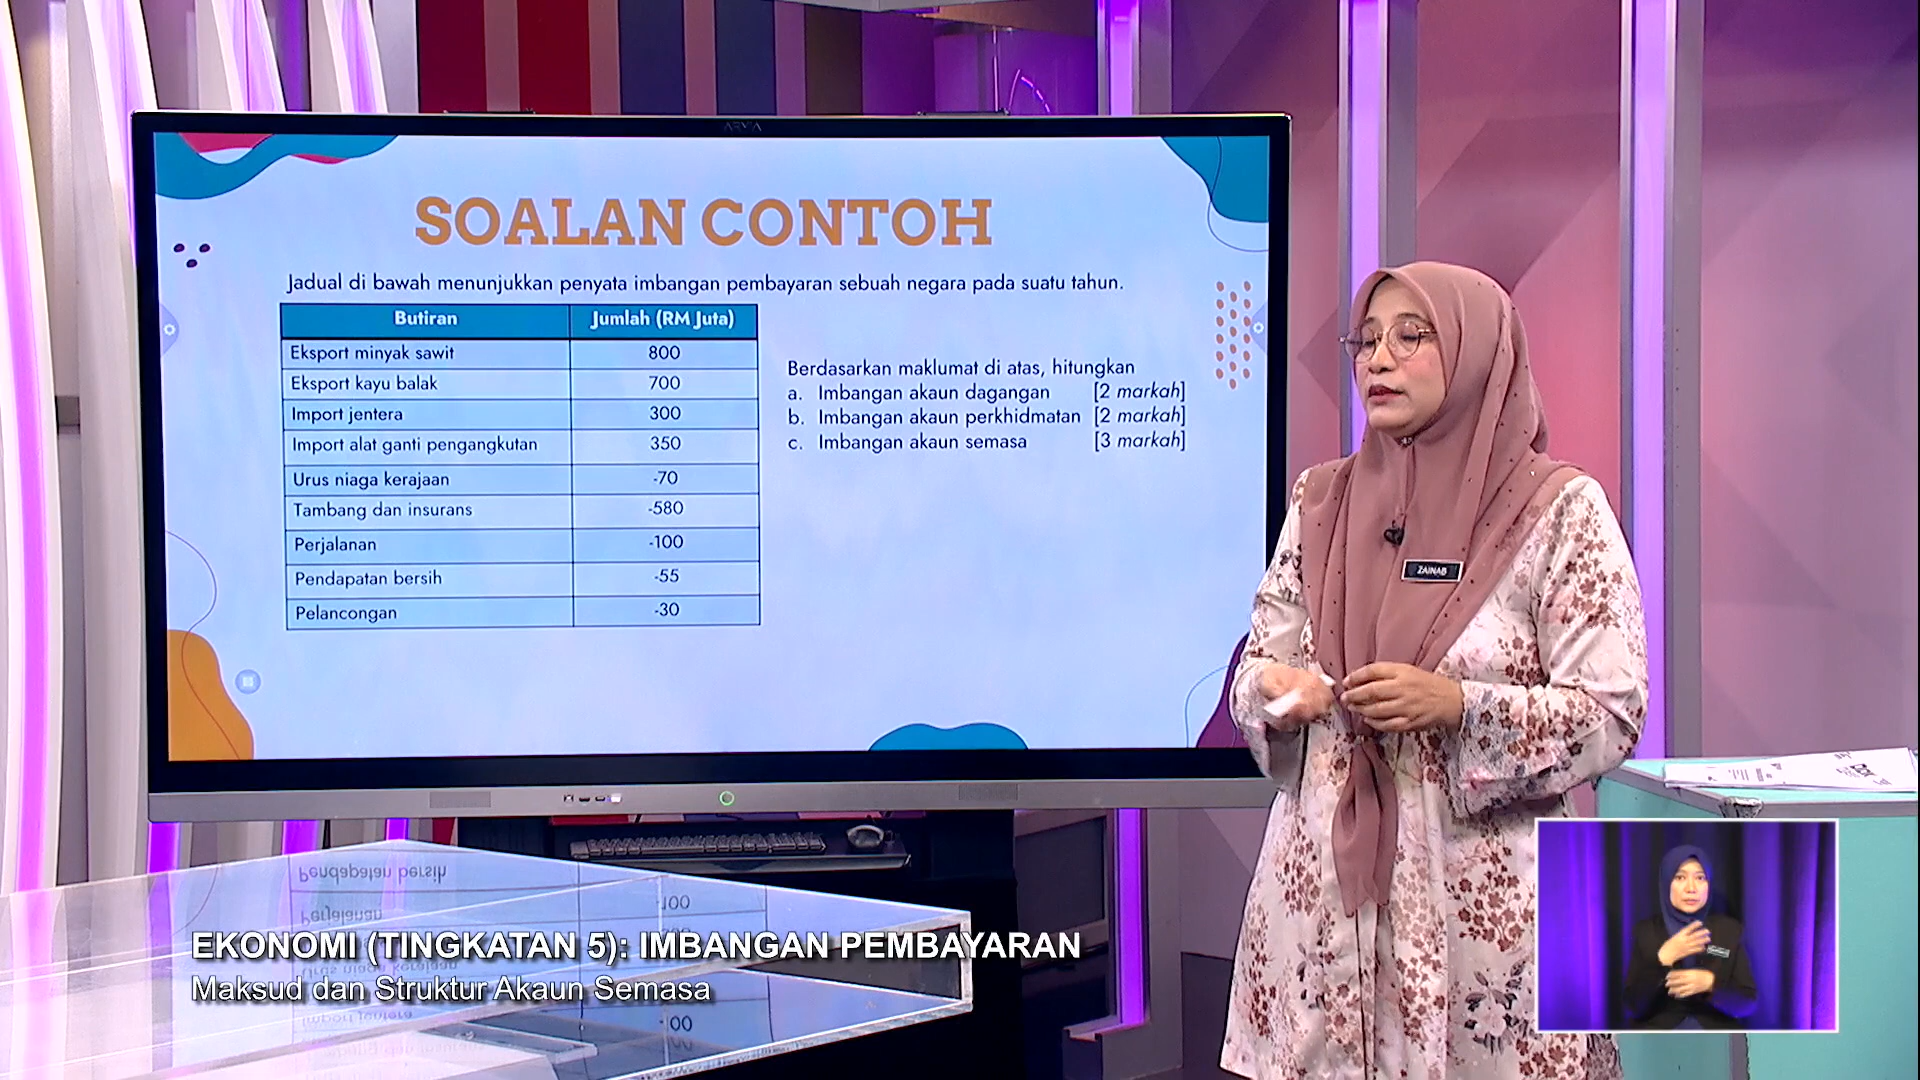 ARVIA
SOALAN CONTOH
Jadual di bawah menunjukkan penyata imbangan pembayaran sebuah negara pada suatu tahun.
Butiran Jumlah (RM Juta)
Eksport minyak sawit 800
Eksport kayu balak 700
Import jentera 300
Import alat ganti pengangkutan 350
Urus niaga kerajaan -70
Tambang dan insurans -580
Perjalanan -100
Pendapatan bersih -55
Pelancongan -30
Berdasarkan maklumat di atas, hitungkan
a. Imbangan akaun dagangan [2 markah]
b. Imbangan akaun perkhidmatan [2 markah]
c. Imbangan akaun semasa [3 markah]
ZAINAB
EKONOMI (TINGKATAN 5): IMBANGAN PEMBAYARAN
Maksud dan Struktur Akaun Semasa